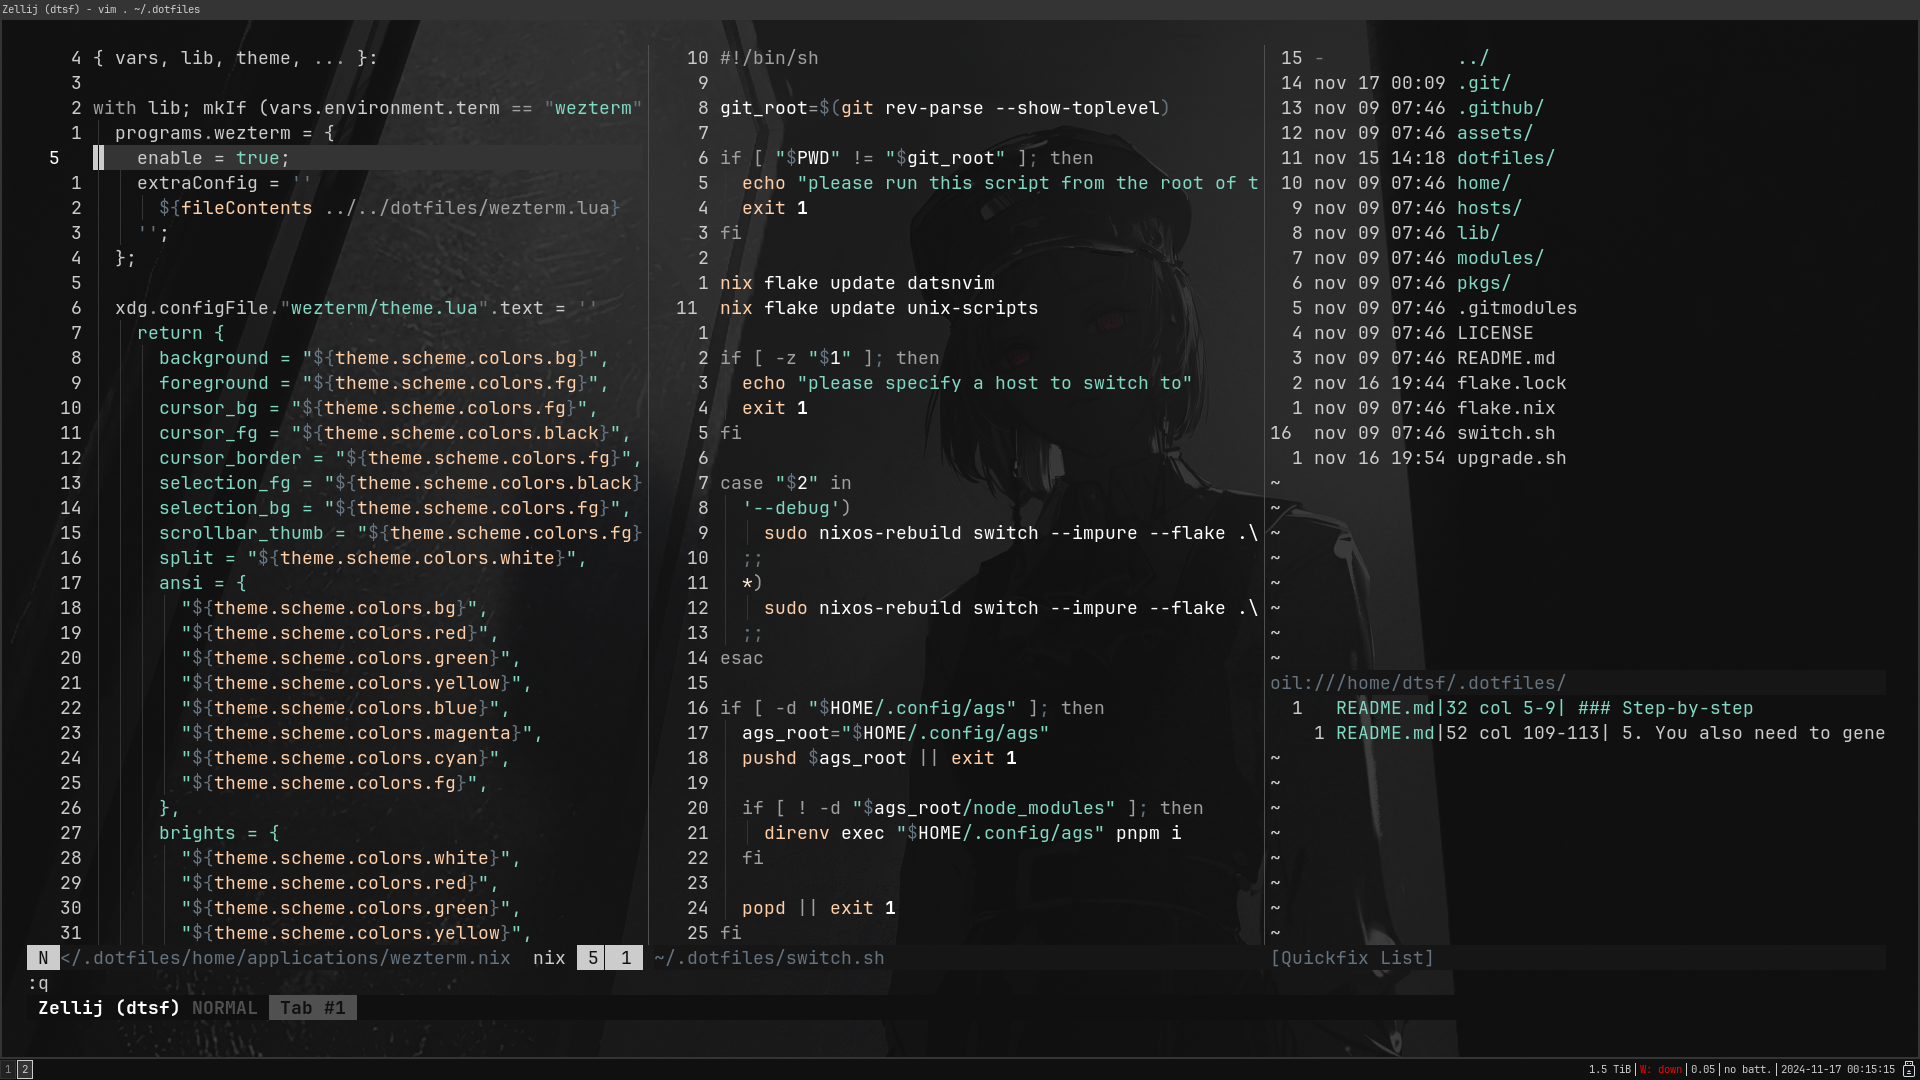 Zellij (dtsf) - vim . ~/.dotfiles
4 { vars, lib, theme, ... }:
3
2 with lib; mkIf (vars.environment.term == "wezterm"
1 programs.wezterm = {
5 enable = true;
1 extraConfig = ''
2 ${fileContents ../../dotfiles/wezterm.lua}
3 '';
4 };
5
6 xdg.configFile."wezterm/theme.lua".text = ''
7 return {
8 background = "${theme.scheme.colors.bg}",
9 foreground = "${theme.scheme.colors.fg}",
10 cursor_bg = "${theme.scheme.colors.fg}",
11 cursor_fg = "${theme.scheme.colors.black}",
12 cursor_border = "${theme.scheme.colors.fg}",
13 selection_fg = "${theme.scheme.colors.black}
14 selection_bg = "${theme.scheme.colors.fg}",
15 scrollbar_thumb = "${theme.scheme.colors.fg}
16 split = "${theme.scheme.colors.white}",
17 ansi = {
18 "${theme.scheme.colors.bg}",
19 "${theme.scheme.colors.red}",
20 "${theme.scheme.colors.green}",
21 "${theme.scheme.colors.yellow}",
22 "${theme.scheme.colors.blue}",
23 "${theme.scheme.colors.magenta}",
24 "${theme.scheme.colors.cyan}",
25 "${theme.scheme.colors.fg}",
26 },
27 brights = {
28 "${theme.scheme.colors.white}",
29 "${theme.scheme.colors.red}",
30 "${theme.scheme.colors.green}",
31 "${theme.scheme.colors.yellow}",
N </.dotfiles/home/applications/wezterm.nix nix 5 1
10 #!/bin/sh
9
8 git_root=$(git rev-parse --show-toplevel)
7
6 if [ "$PWD" != "$git_root" ]; then
5 echo "please run this script from the root of t
4 exit 1
3 fi
2
1 nix flake update datsnvim
11 nix flake update unix-scripts
1
2 if [ -z "$1" ]; then
3 echo "please specify a host to switch to"
4 exit 1
5 fi
6
7 case "$2" in
8 '--debug')
9 sudo nixos-rebuild switch --impure --flake .\
10 ;;
11 *)
12 sudo nixos-rebuild switch --impure --flake .\
13 ;;
14 esac
15
16 if [ -d "$HOME/.config/ags" ]; then
17 ags_root="$HOME/.config/ags"
18 pushd $ags_root || exit 1
19
20 if [ ! -d "$ags_root/node_modules" ]; then
21 direnv exec "$HOME/.config/ags" pnpm i
22 fi
23
24 popd || exit 1
25 fi
~/.dotfiles/switch.sh
15 - ../
14 nov 17 00:09 .git/
13 nov 09 07:46 .github/
12 nov 09 07:46 assets/
11 nov 15 14:18 dotfiles/
10 nov 09 07:46 home/
9 nov 09 07:46 hosts/
8 nov 09 07:46 lib/
7 nov 09 07:46 modules/
6 nov 09 07:46 pkgs/
5 nov 09 07:46 .gitmodules
4 nov 09 07:46 LICENSE
3 nov 09 07:46 README.md
2 nov 16 19:44 flake.lock
1 nov 09 07:46 flake.nix
16 nov 09 07:46 switch.sh
1 nov 16 19:54 upgrade.sh
~
~
~
~
~
~
~
~
oil:///home/dtsf/.dotfiles/
1 README.md|32 col 5-9| ### Step-by-step
1 README.md|52 col 109-113| 5. You also need to gene
~
~
~
~
~
~
~
~
[Quickfix List]
:q
Zellij (dtsf) NORMAL Tab #1
1 2
1.5 TiB|W: down|0.05|no batt.|2024-11-17 00:15:15